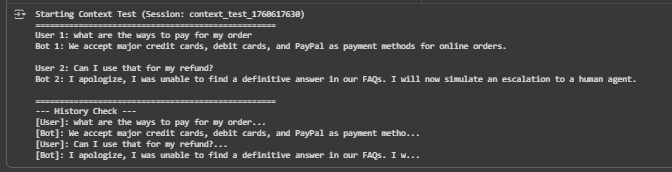 Starting Context Test (Session: context_test_1760617630)
==================================================
User 1: what are the ways to pay for my order
Bot 1: We accept major credit cards, debit cards, and PayPal as payment methods for online orders.
User 2: Can I use that for my refund?
Bot 2: I apologize, I was unable to find a definitive answer in our FAQs. I will now simulate an escalation to a human agent.
==================================================
--- History Check ---
[User]: what are the ways to pay for my order...
[Bot]: We accept major credit cards, debit cards, and PayPal as payment metho...
[User]: Can I use that for my refund?...
[Bot]: I apologize, I was unable to find a definitive answer in our FAQs. I w...